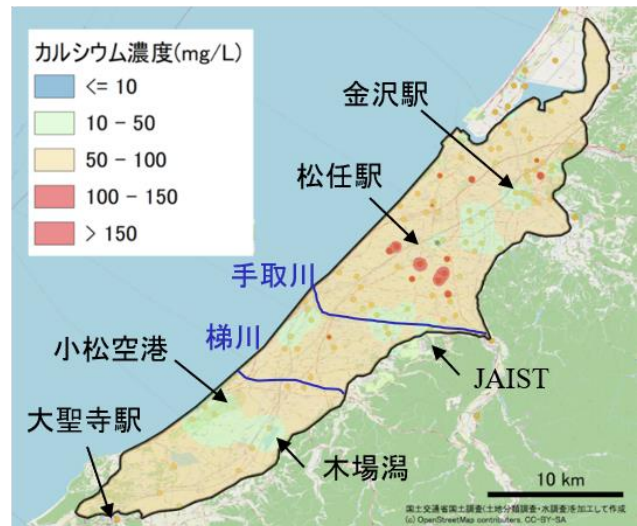 カルシウム濃度(mg/L)
<= 10
10 - 50
50 - 100
100 - 150
> 150
金沢駅
松任駅
手取川
梯川
小松空港
JAIST
大聖寺駅
木場潟
10 km
国土交通省国土調査(土地分類調査・水調査)を加工して作成
(c) OpenStreetMap contributors, CC-BY-SA